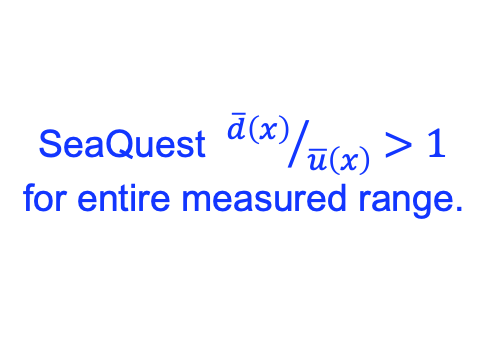 SeaQuest d̄(x)/ū(x) > 1
for entire measured range.